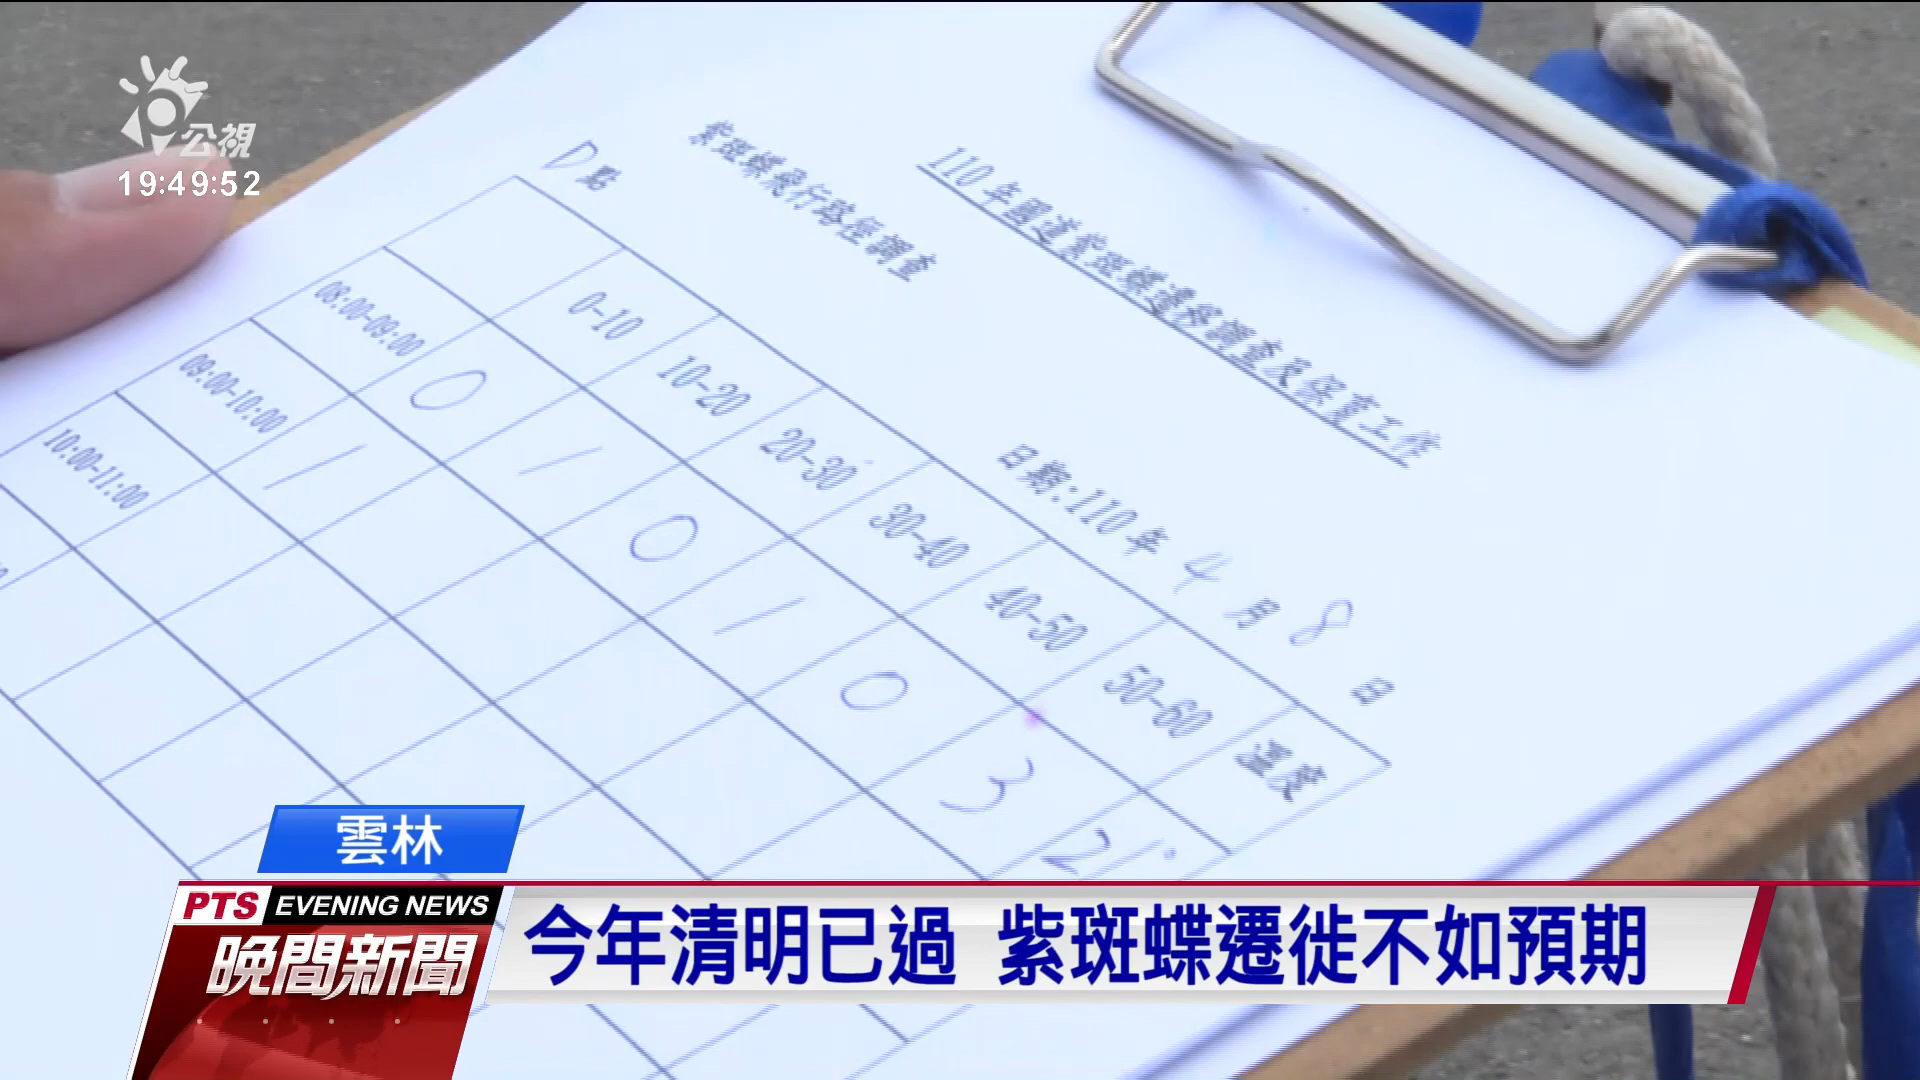 公視
19:49:52
110年國道紫斑蝶遷移調查及保育工作
紫斑蝶飛行路徑調查
日期:110年4月8日
D點
0-10 10-20 20-30 30-40 40-50 50-60 溫度
08:00-09:00 0 1 0 1 0 3 21°
09:00-10:00 1
10:00-11:00
雲林
PTS EVENING NEWS
晚間新聞
今年清明已過 紫斑蝶遷徙不如預期